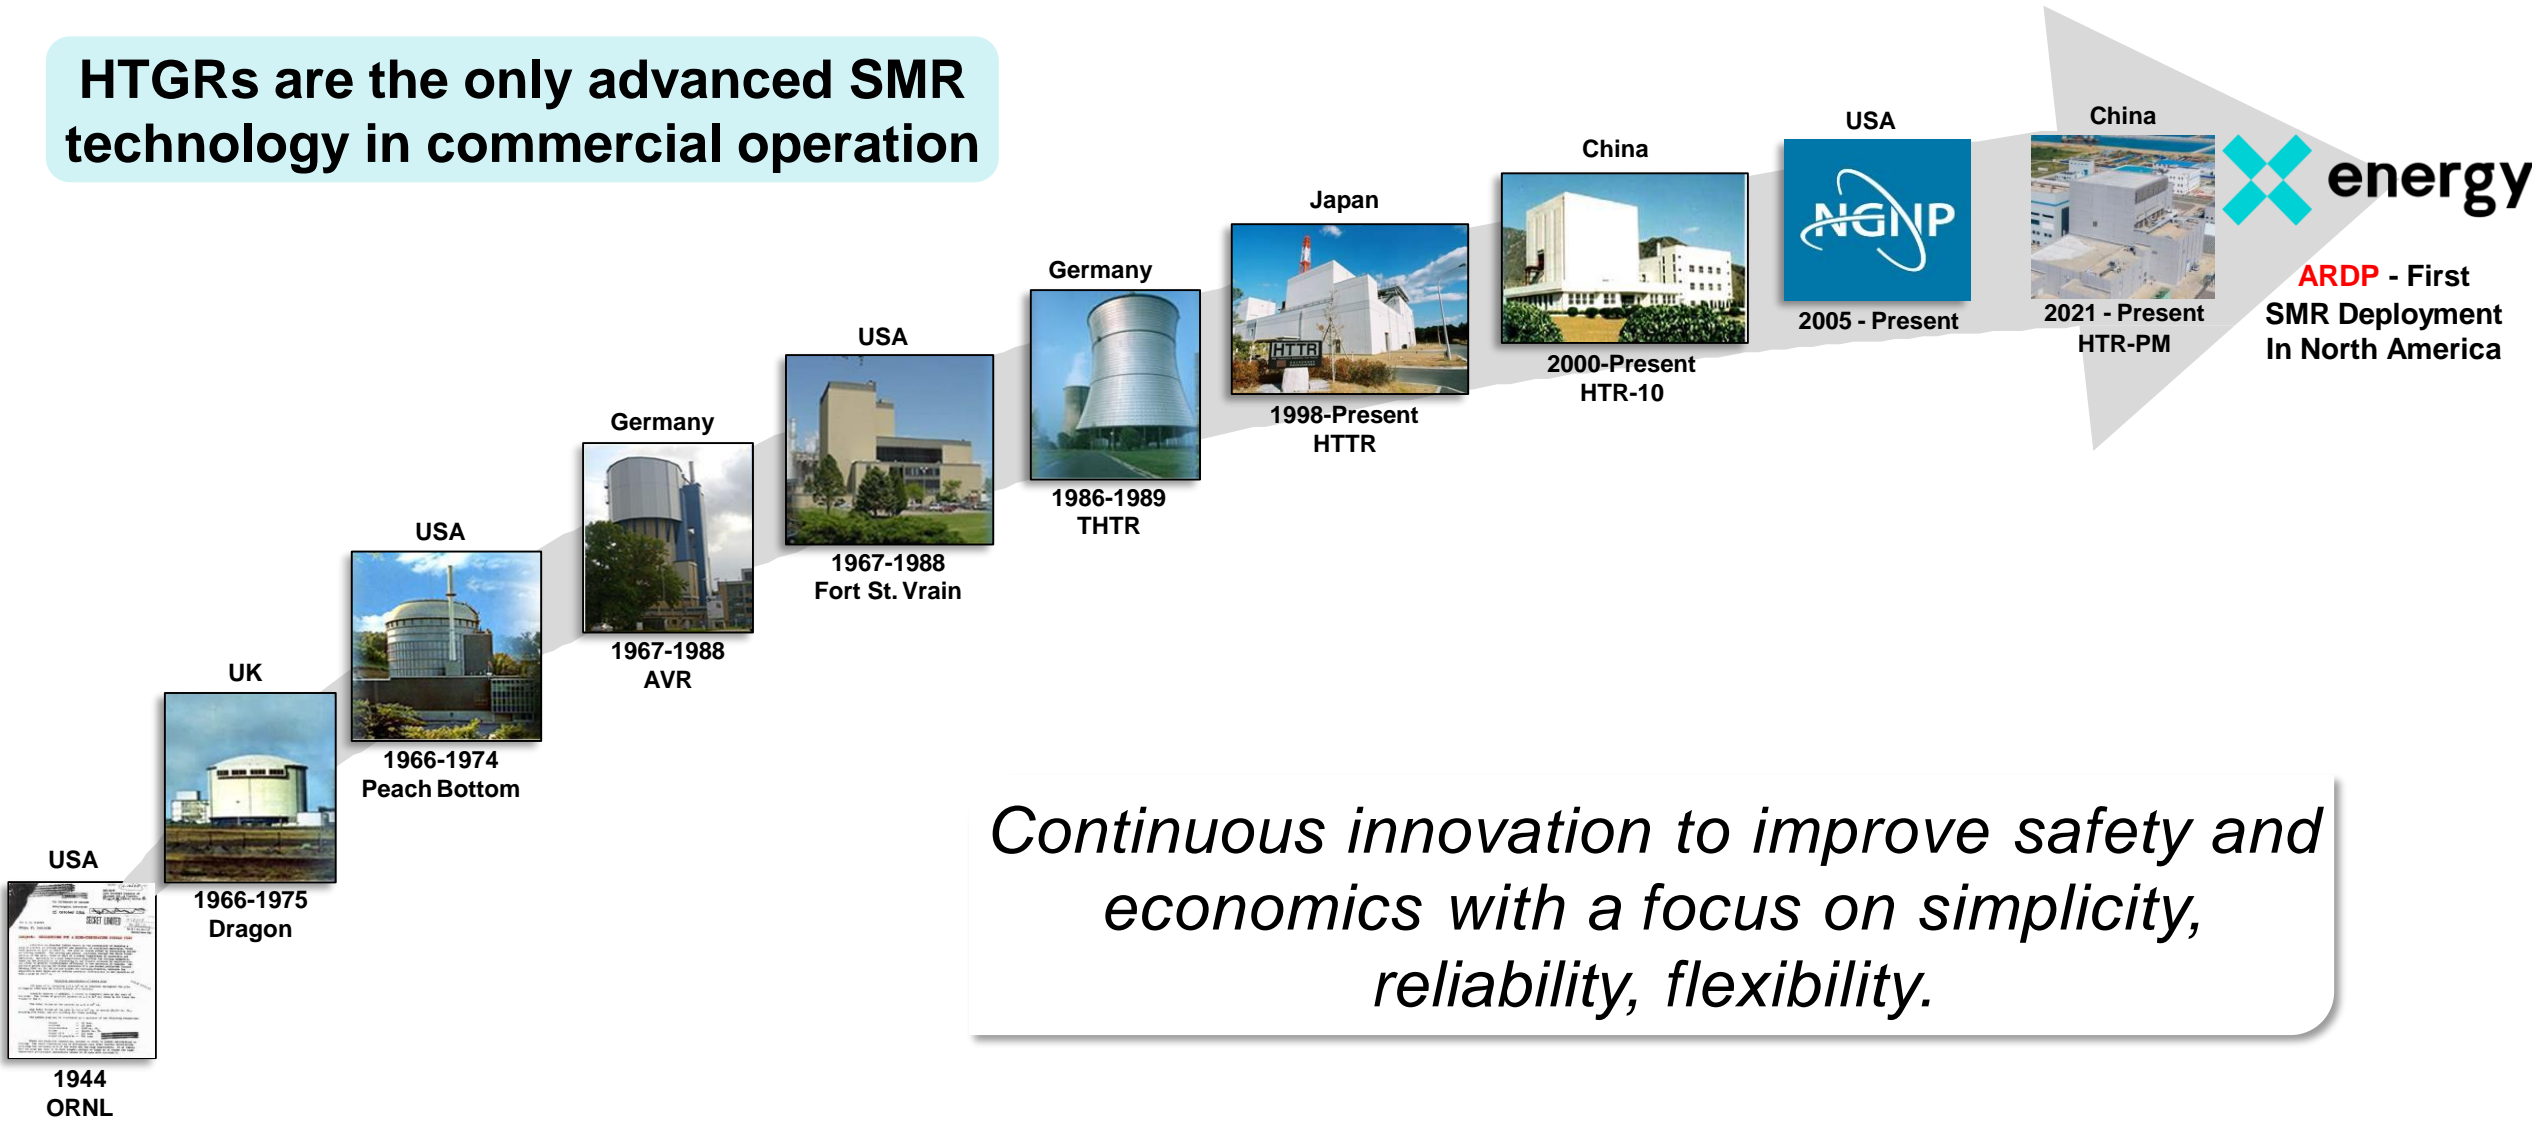 HTGRs are the only advanced SMR
technology in commercial operation
USA
1944
ORNL
SECRET LIMITED
UK
1966-1975
Dragon
USA
1966-1974
Peach Bottom
Germany
1967-1988
AVR
USA
1967-1988
Fort St. Vrain
Germany
1986-1989
THTR
Japan
HTTR
1998-Present
HTTR
China
2000-Present
HTR-10
USA
NGNP
2005 - Present
China
2021 - Present
HTR-PM
energy
ARDP - First
SMR Deployment
In North America
Continuous innovation to improve safety and
economics with a focus on simplicity,
reliability, flexibility.